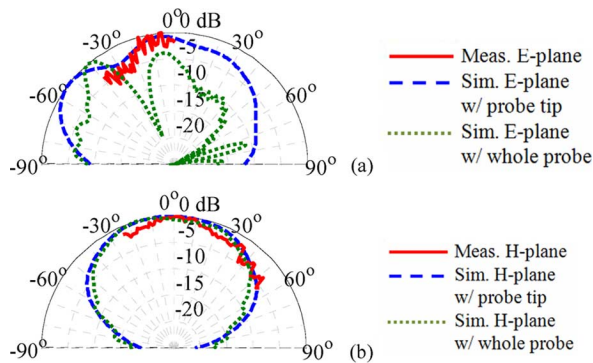 0° dB
-30° -5 30°
-10
-60° -15 60°
-20
-90° 90°
(a)
Meas. E-plane
Sim. E-plane
w/ probe tip
Sim. E-plane
w/ whole probe
0° dB
-30° -5 30°
-10
-60° -15 60°
-20
-90° 90°
(b)
Meas. H-plane
Sim. H-plane
w/ probe tip
Sim. H-plane
w/ whole probe